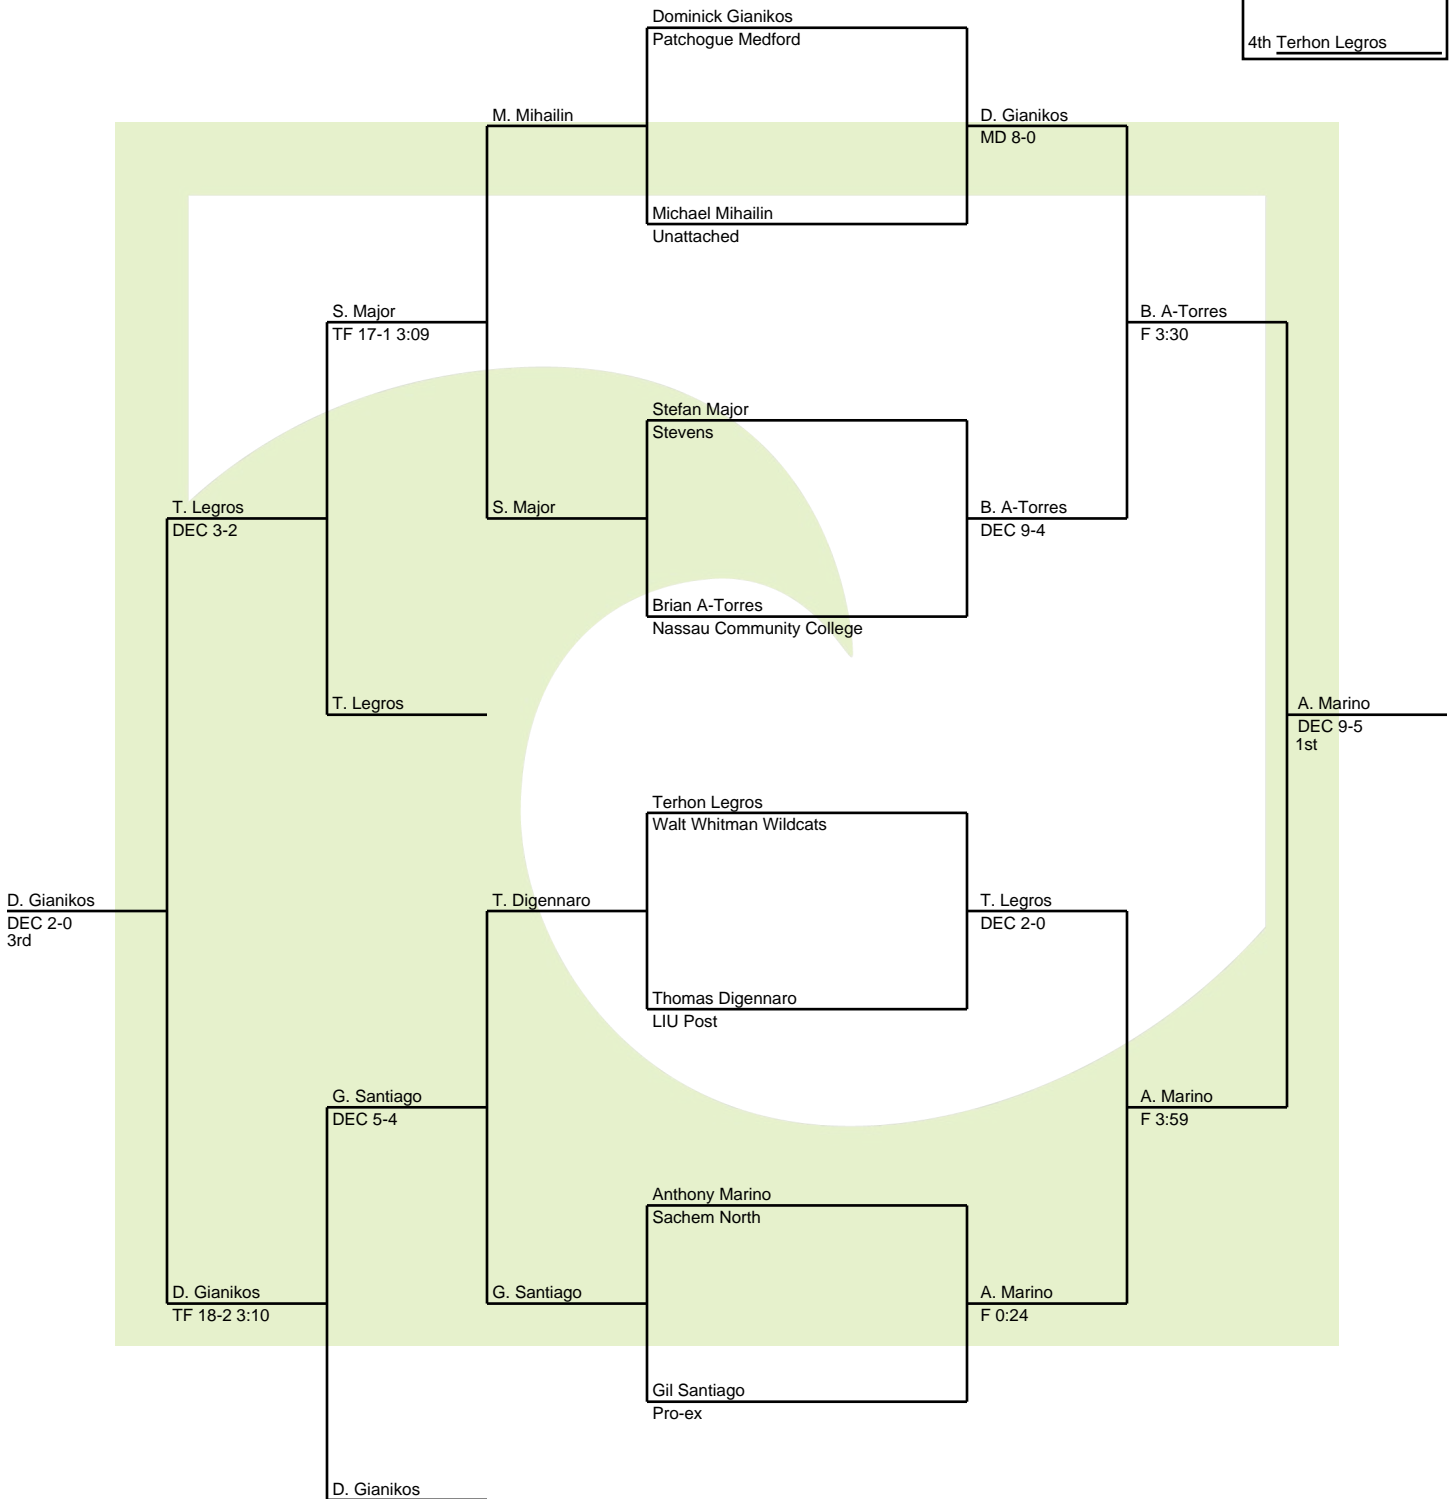 Dominick Gianikos
Patchogue Medford
4th Terhon Legros
M. Mihailin
D. Gianikos
MD 8-0
Michael Mihailin
Unattached
S. Major
TF 17-1 3:09
B. A-Torres
F 3:30
Stefan Major
Stevens
T. Legros
DEC 3-2
S. Major
B. A-Torres
DEC 9-4
Brian A-Torres
Nassau Community College
T. Legros
A. Marino
DEC 9-5
1st
Terhon Legros
Walt Whitman Wildcats
D. Gianikos
DEC 2-0
3rd
T. Digennaro
T. Legros
DEC 2-0
Thomas Digennaro
LIU Post
G. Santiago
DEC 5-4
A. Marino
F 3:59
Anthony Marino
Sachem North
D. Gianikos
TF 18-2 3:10
G. Santiago
A. Marino
F 0:24
Gil Santiago
Pro-ex
D. Gianikos